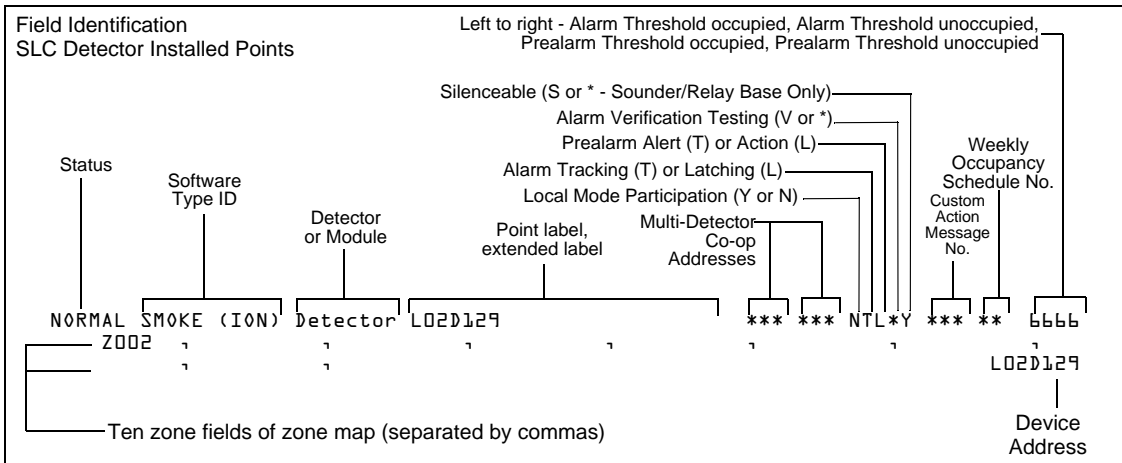 Field Identification
SLC Detector Installed Points
Left to right - Alarm Threshold occupied, Alarm Threshold unoccupied,
Prealarm Threshold occupied, Prealarm Threshold unoccupied
Silenceable (S or * - Sounder/Relay Base Only)
Alarm Verification Testing (V or *)
Prealarm Alert (T) or Action (L)
Alarm Tracking (T) or Latching (L)
Local Mode Participation (Y or N)
Weekly
Occupancy
Schedule No.
Custom
Action
Message
No.
Status
Software
Type ID
Detector
or Module
Point label,
extended label
Multi-Detector
Co-op
Addresses
NORMAL SMOKE (ION) Detector L02D129 *** *** NTL*Y *** ** 6666
Z002 , , , , , ,
, , L02D129
Ten zone fields of zone map (separated by commas)
Device
Address